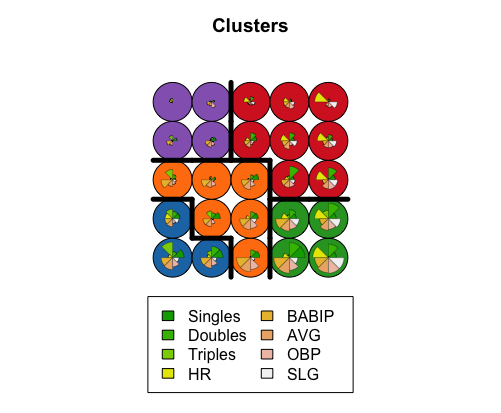 Clusters
Singles BABIP
Doubles AVG
Triples OBP
HR SLG